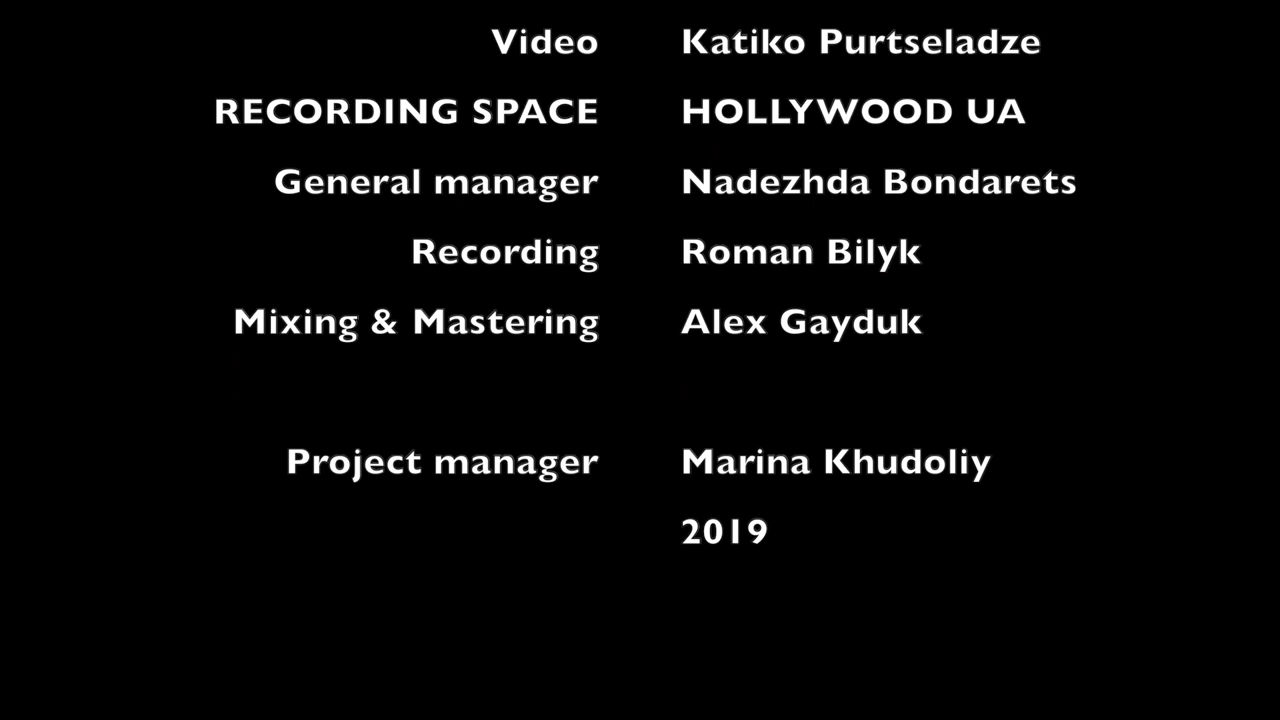 Video Katiko Purtseladze
RECORDING SPACE HOLLYWOOD UA
General manager Nadezhda Bondarets
Recording Roman Bilyk
Mixing & Mastering Alex Gayduk
Project manager Marina Khudoliy
2019